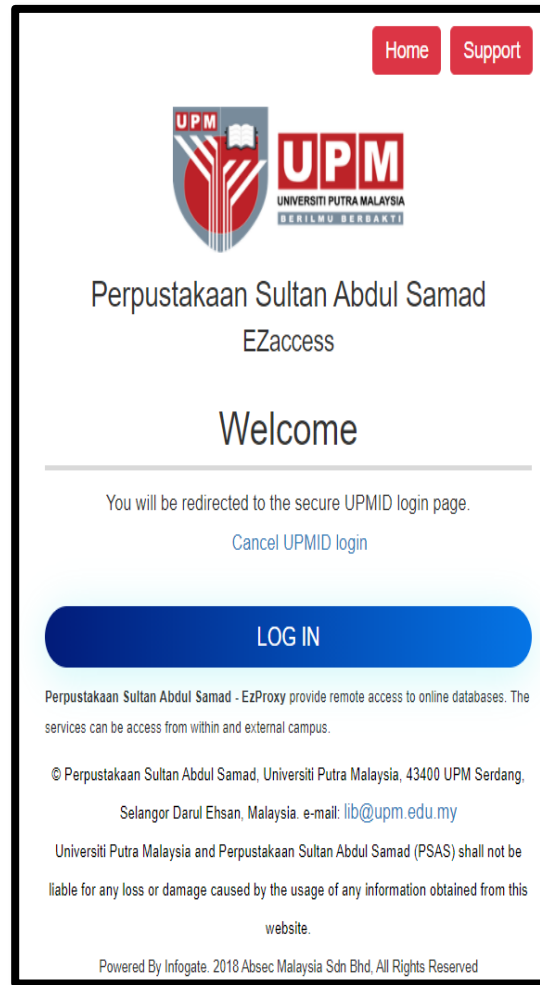 Home Support
UPM
UPM
UNIVERSITI PUTRA MALAYSIA
BERILMU BERBAKTI
Perpustakaan Sultan Abdul Samad
EZaccess
Welcome
You will be redirected to the secure UPMID login page.
Cancel UPMID login
LOG IN
Perpustakaan Sultan Abdul Samad - EzProxy provide remote access to online databases. The
services can be access from within and external campus.
© Perpustakaan Sultan Abdul Samad, Universiti Putra Malaysia, 43400 UPM Serdang,
Selangor Darul Ehsan, Malaysia. e-mail: lib@upm.edu.my
Universiti Putra Malaysia and Perpustakaan Sultan Abdul Samad (PSAS) shall not be
liable for any loss or damage caused by the usage of any information obtained from this
website.
Powered By Infogate. 2018 Absec Malaysia Sdn Bhd, All Rights Reserved